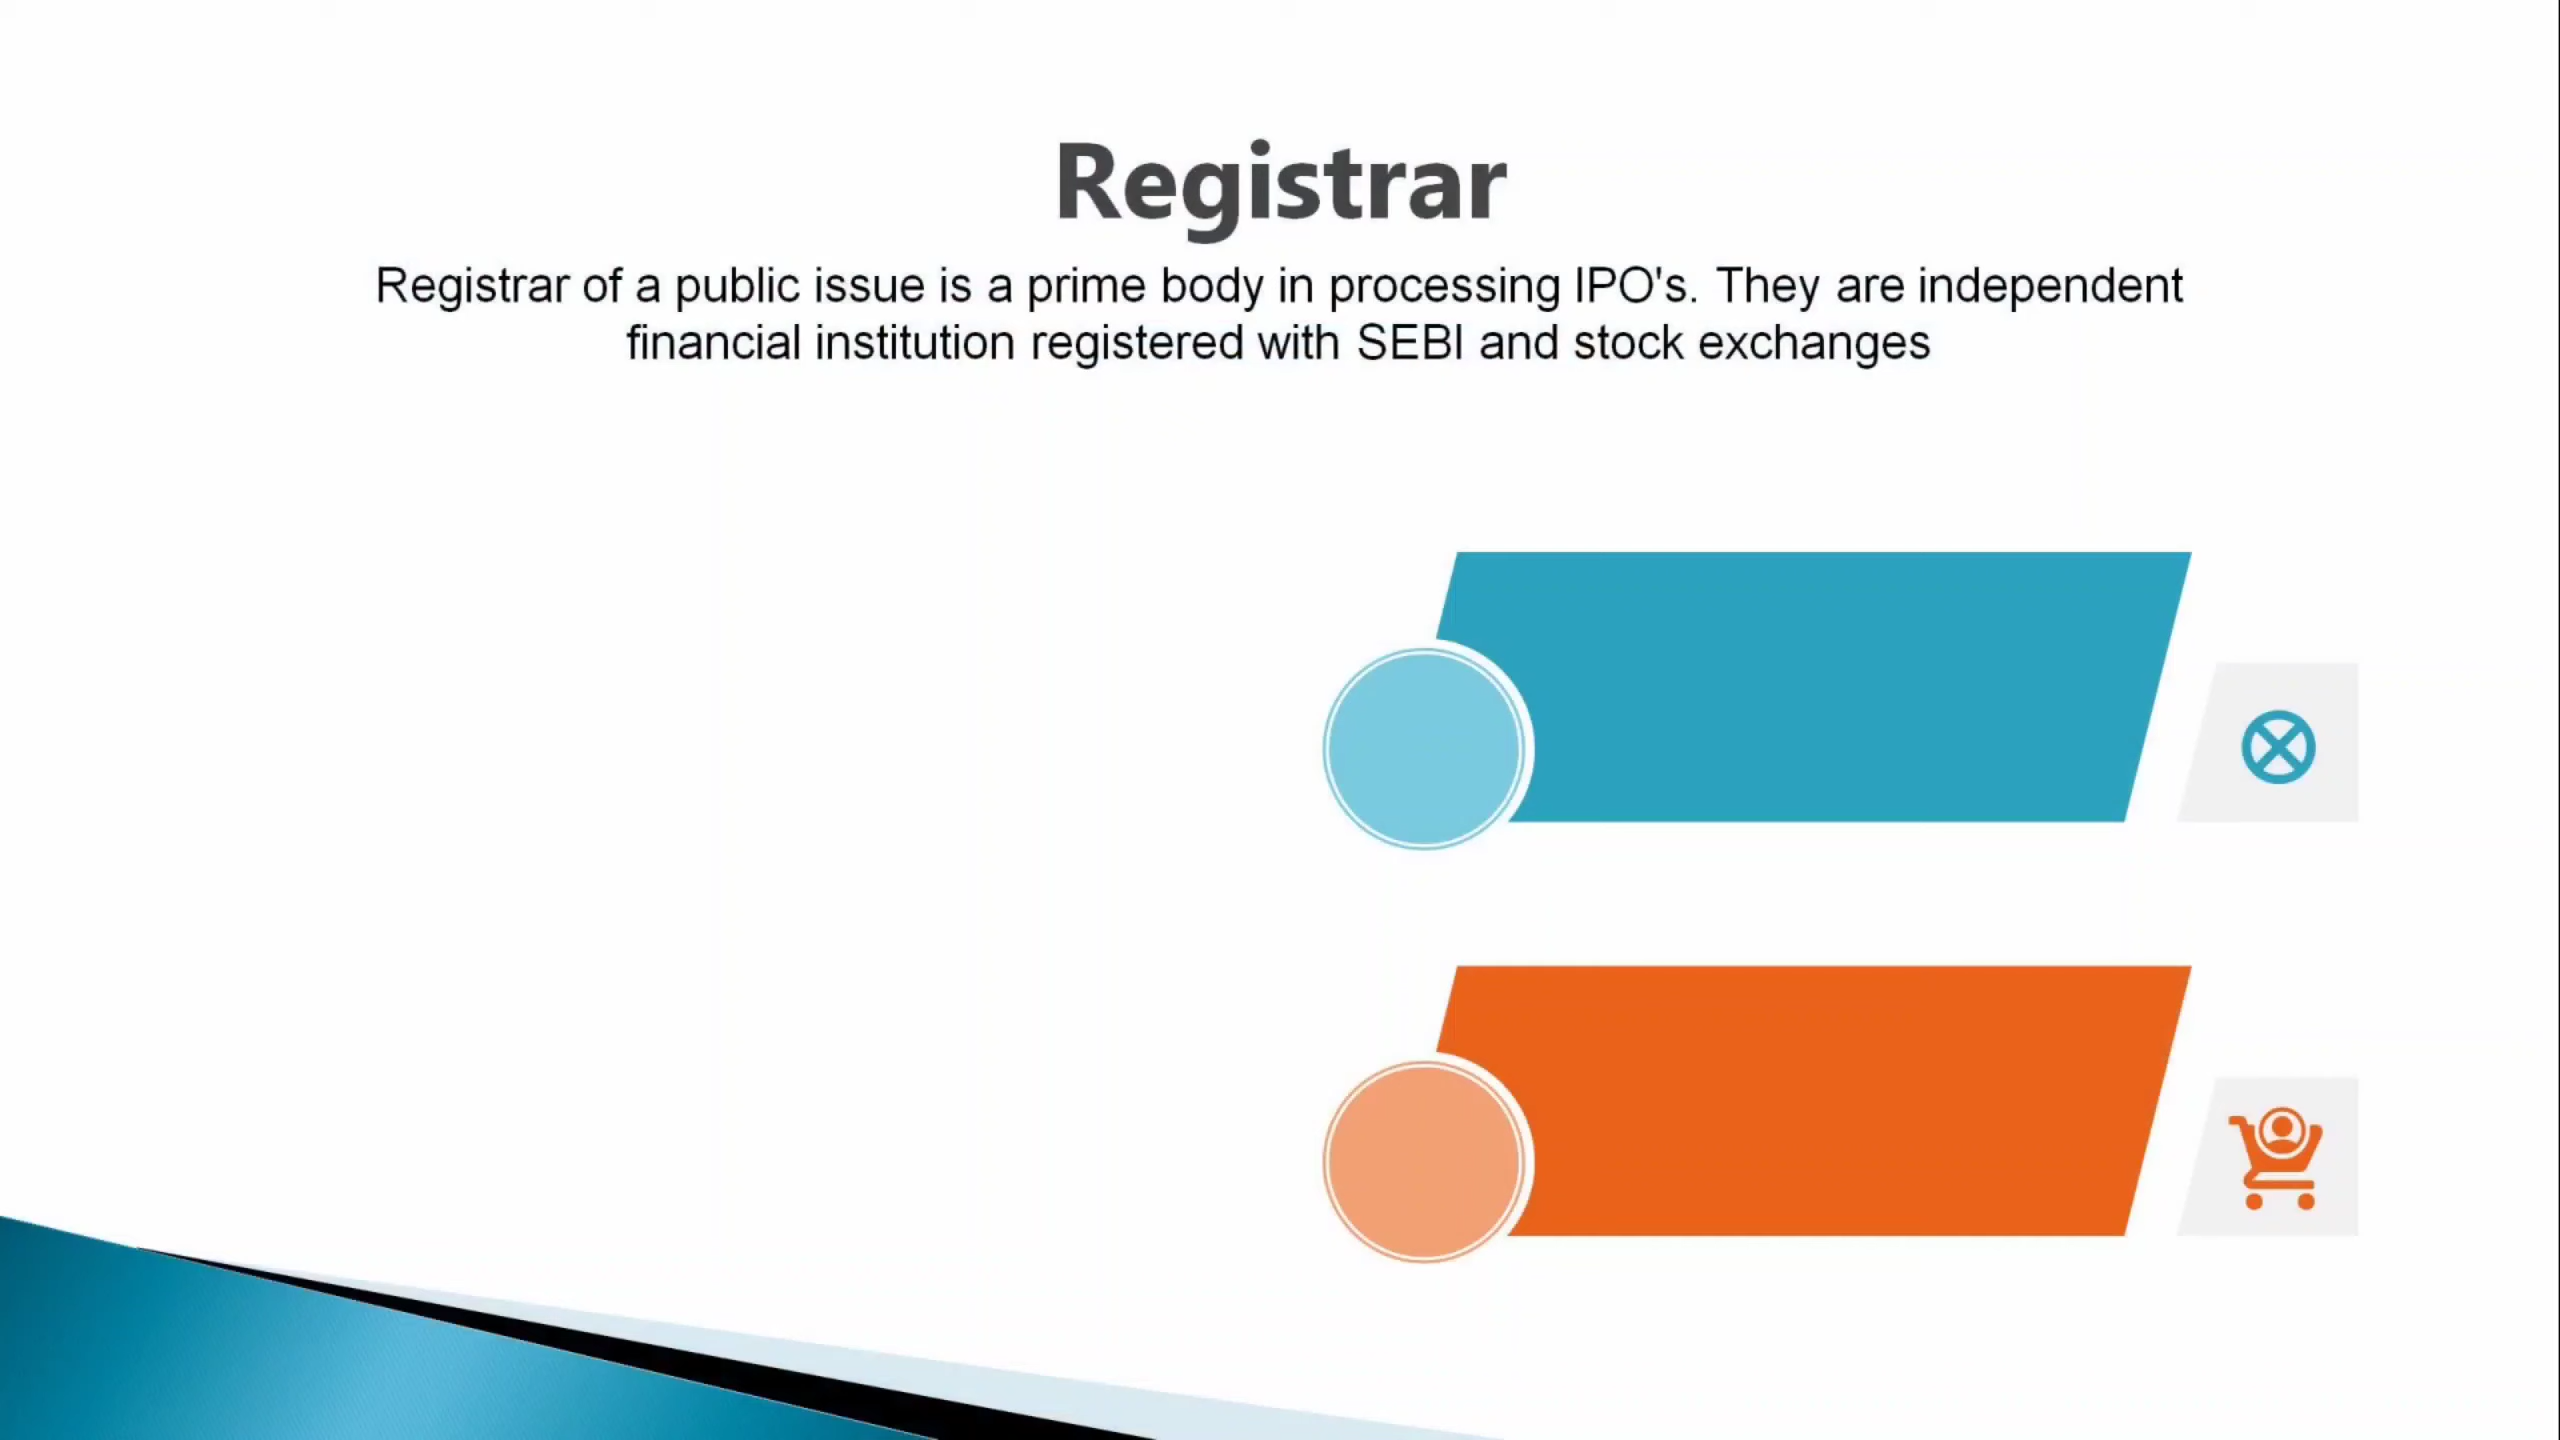 Registrar
Registrar of a public issue is a prime body in processing IPO's. They are independent
financial institution registered with SEBI and stock exchanges